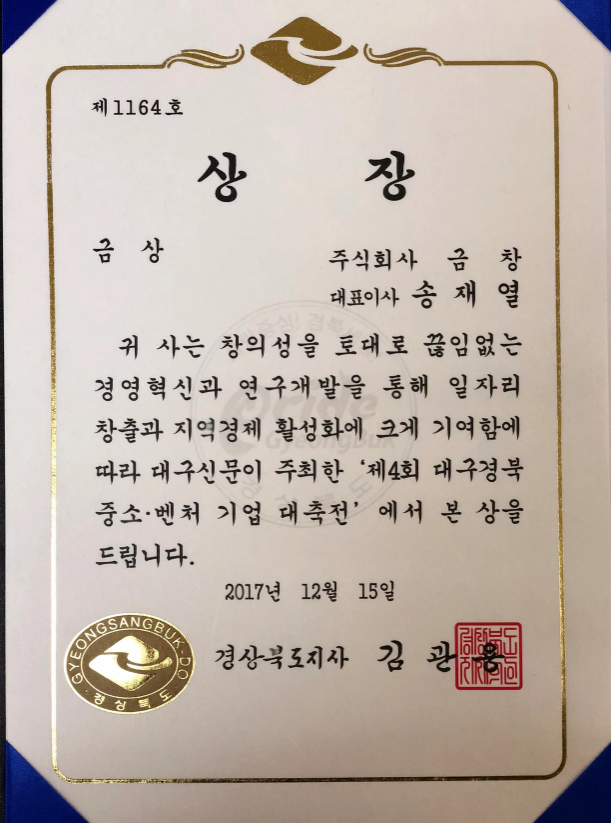 제1164호
상 장
금 상
주식회사 금 창
대표이사 송 재 열
귀 사는 창의성을 토대로 끊임없는
경영혁신과 연구개발을 통해 일자리
창출과 지역경제 활성화에 크게 기여함에
따라 대구신문이 주최한 '제4회 대구경북
중소·벤처 기업 대축전' 에서 본 상을
드립니다.
Pride
GyeongBuk
경상북도
2017년 12월 15일
GYEONGSANGBUK-DO
경상북도
경상북도지사 김 관 용